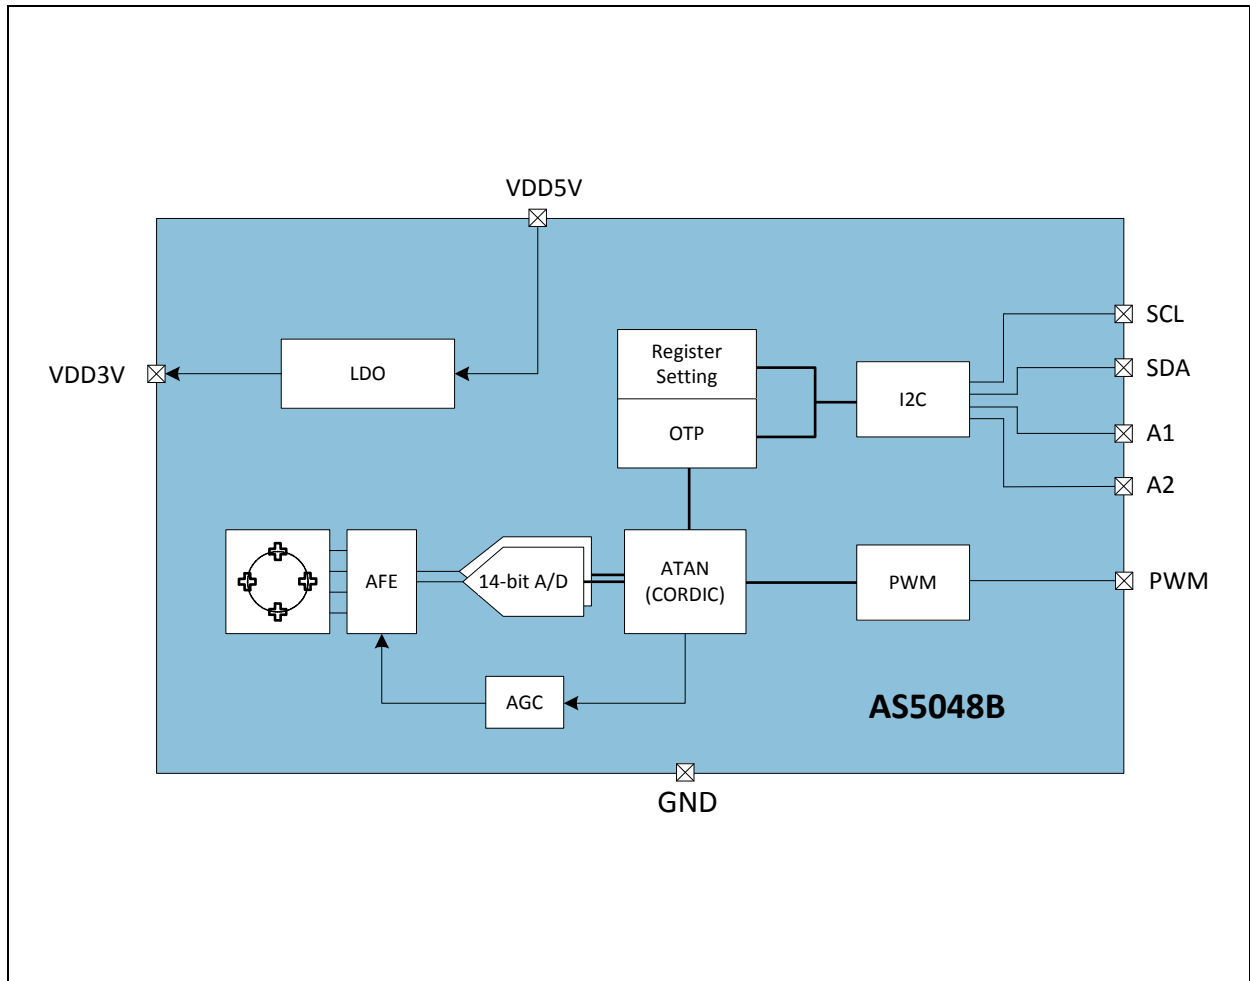 VDD5V
SCL
Register
Setting
SDA
VDD3V
LDO
I2C
OTP
A1
A2
AFE
14-bit A/D
ATAN
(CORDIC)
PWM
PWM
AGC
AS5048B
GND